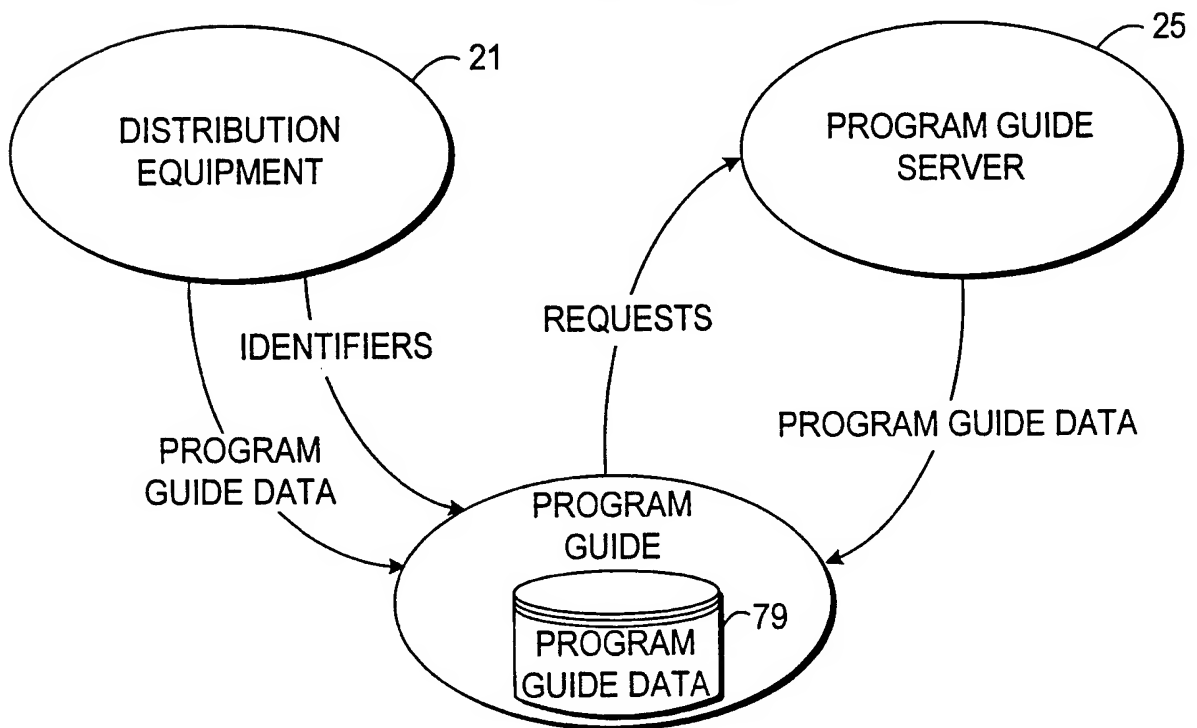 21
DISTRIBUTION
EQUIPMENT
25
PROGRAM GUIDE
SERVER
IDENTIFIERS
REQUESTS
PROGRAM
GUIDE DATA
PROGRAM GUIDE DATA
PROGRAM
GUIDE
79
PROGRAM
GUIDE DATA